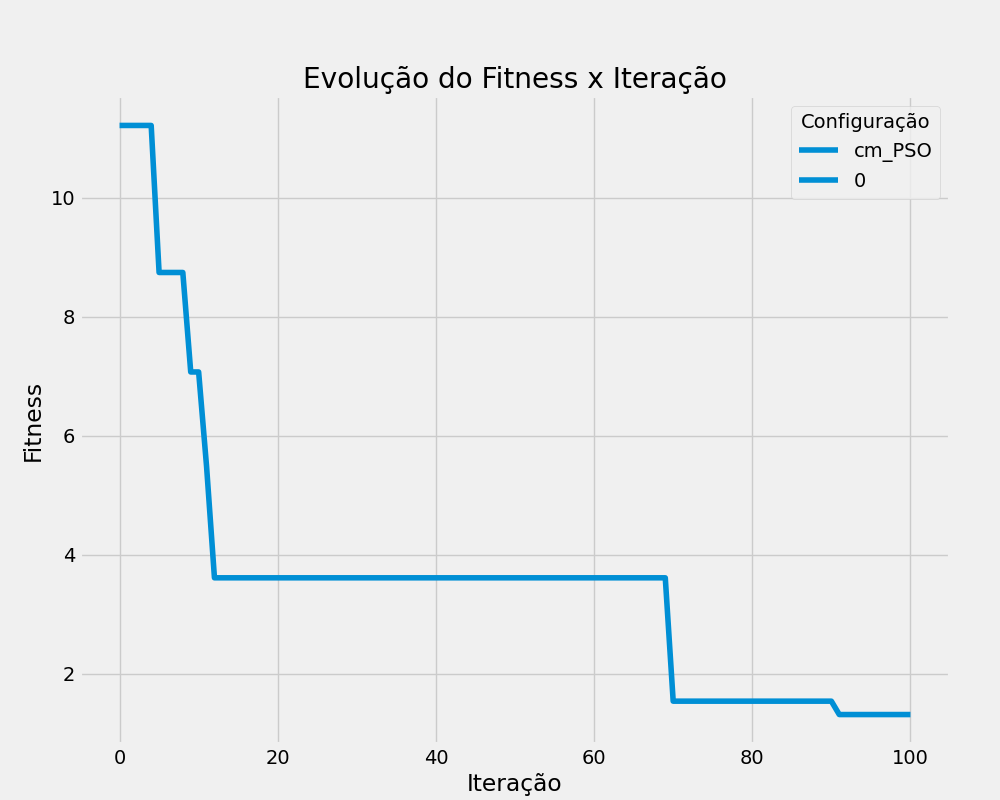 Evolução do Fitness x Iteração
Configuração
cm_PSO
0
Fitness
10
8
6
4
2
0 20 40 60 80 100
Iteração